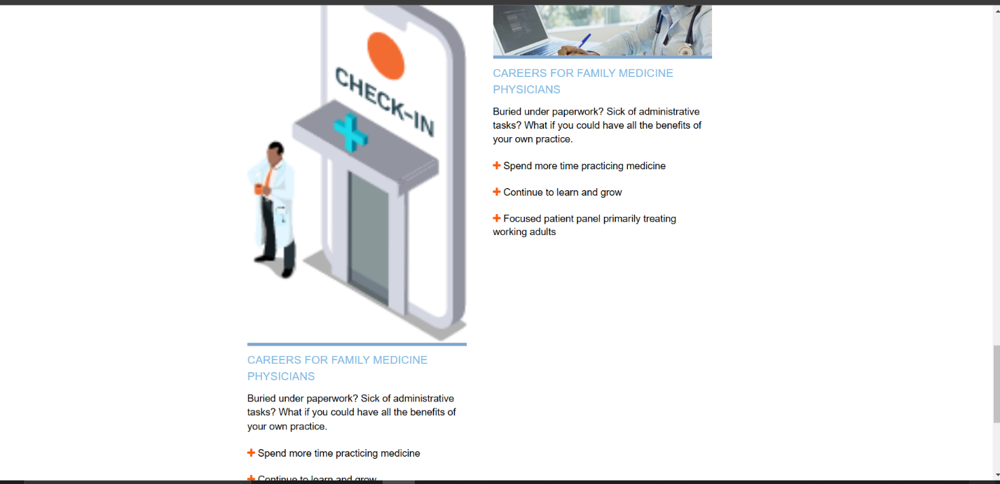 CHECK-IN
CAREERS FOR FAMILY MEDICINE
PHYSICIANS
Buried under paperwork? Sick of administrative
tasks? What if you could have all the benefits of
your own practice.
Spend more time practicing medicine
Continue to learn and grow
CAREERS FOR FAMILY MEDICINE
PHYSICIANS
Buried under paperwork? Sick of administrative
tasks? What if you could have all the benefits of
your own practice.
Spend more time practicing medicine
Continue to learn and grow
Focused patient panel primarily treating
working adults